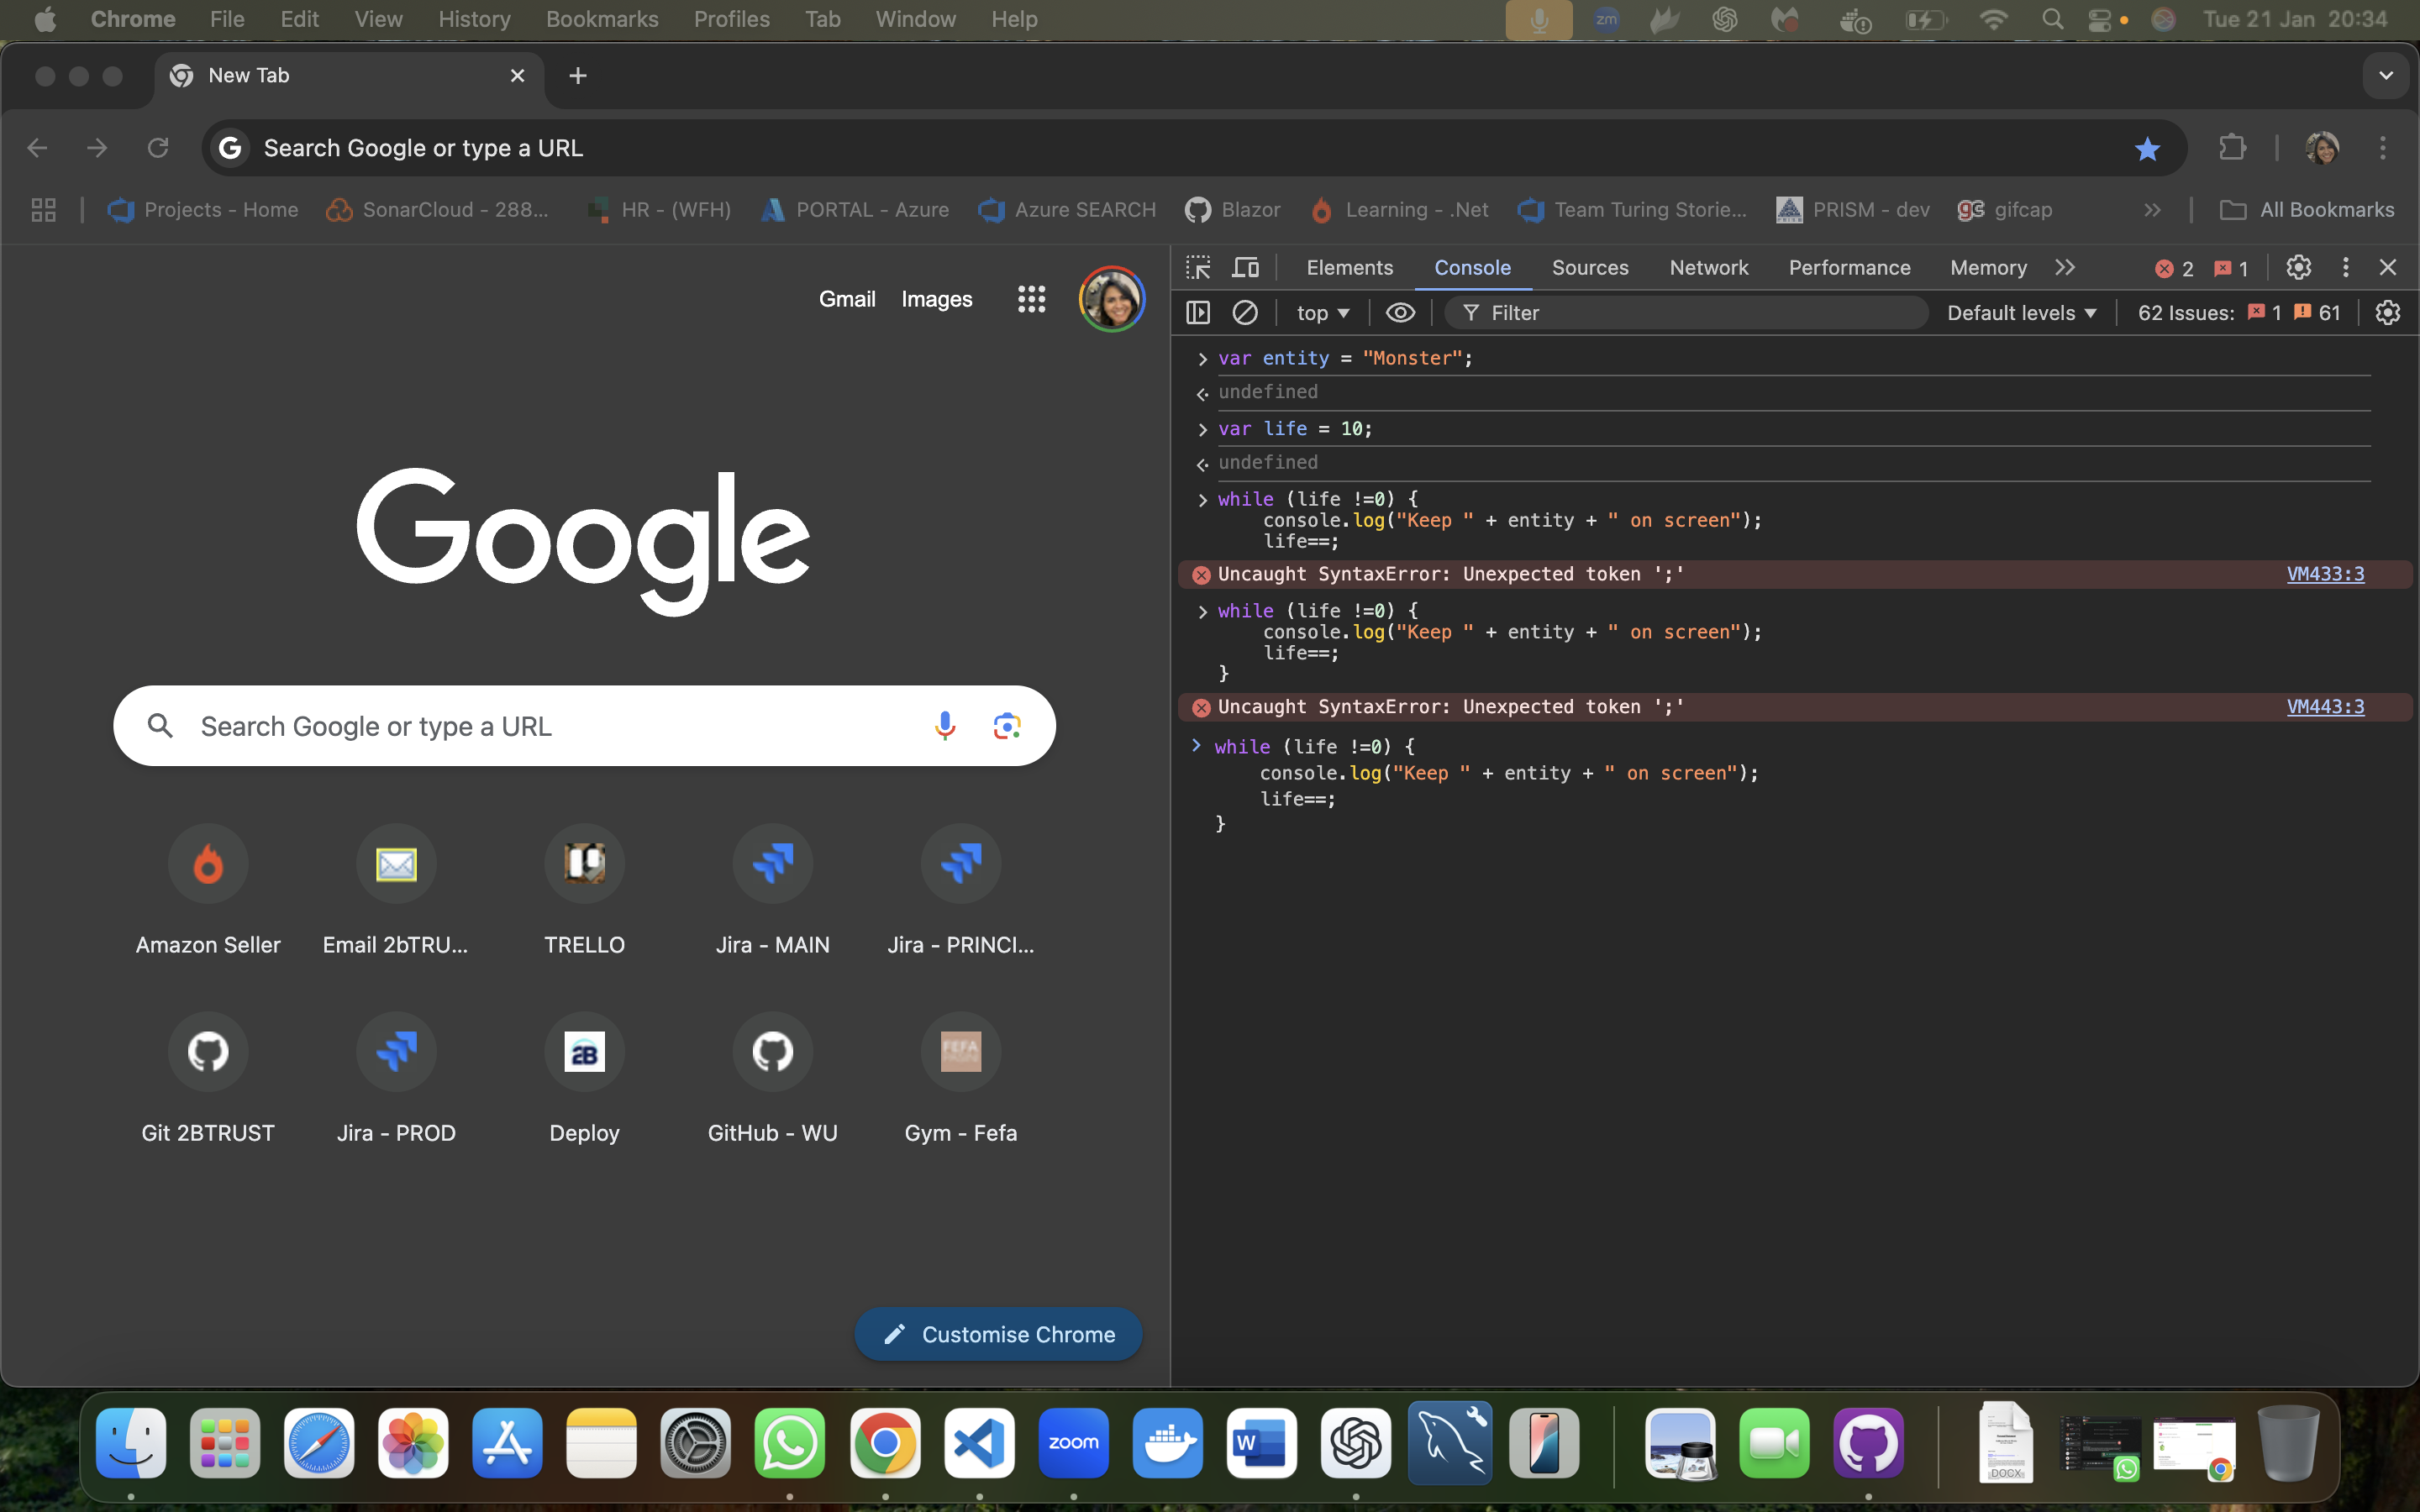 Chrome File Edit View History Bookmarks Profiles Tab Window Help zm Tue 21 Jan 20:34
New Tab
Search Google or type a URL
Projects - Home SonarCloud - 288... HR - (WFH) PORTAL - Azure Azure SEARCH Blazor Learning - .Net Team Turing Storie... PRISM - dev gifcap All Bookmarks
Gmail Images
Elements Console Sources Network Performance Memory 2 1
top Filter Default levels 62 Issues: 1 61
var entity = "Monster";
undefined
var life = 10;
undefined
while (life !=0) {
console.log("Keep " + entity + " on screen");
life==;
Uncaught SyntaxError: Unexpected token ';' VM433:3
while (life !=0) {
console.log("Keep " + entity + " on screen");
life==;
}
Uncaught SyntaxError: Unexpected token ';' VM443:3
while (life !=0) {
console.log("Keep " + entity + " on screen");
life==;
}
Google
Search Google or type a URL
Amazon Seller Email 2bTRU... TRELLO Jira - MAIN Jira - PRINCI...
2B FEFA
Git 2BTRUST Jira - PROD Deploy GitHub - WU Gym - Fefa
Customise Chrome
zoom W DOCX